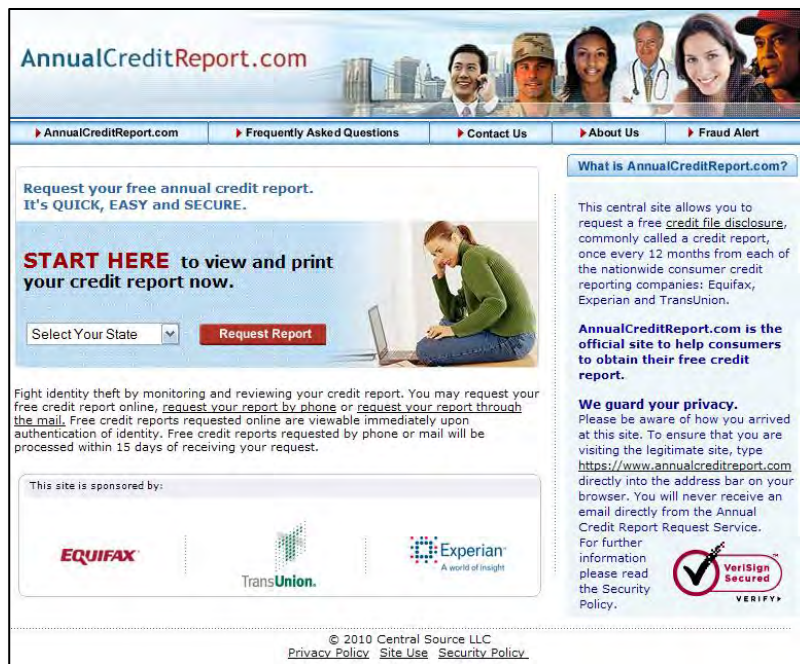 AnnualCreditReport.com
AnnualCreditReport.com
Frequently Asked Questions
Contact Us
About Us
Fraud Alert
Request your free annual credit report.
It's QUICK, EASY and SECURE.
START HERE to view and print
your credit report now.
Select Your State
Request Report
Fight identity theft by monitoring and reviewing your credit report. You may request your
free credit report online, request your report by phone or request your report through
the mail. Free credit reports requested online are viewable immediately upon
authentication of identity. Free credit reports requested by phone or mail will be
processed within 15 days of receiving your request.
This site is sponsored by:
EQUIFAX
TransUnion.
Experian
A world of insight
What is AnnualCreditReport.com?
This central site allows you to
request a free credit file disclosure,
commonly called a credit report,
once every 12 months from each of
the nationwide consumer credit
reporting companies: Equifax,
Experian and TransUnion.
AnnualCreditReport.com is the
official site to help consumers
to obtain their free credit
report.
We guard your privacy.
Please be aware of how you arrived
at this site. To ensure that you are
visiting the legitimate site, type
https://www.annualcreditreport.com
directly into the address bar on your
browser. You will never receive an
email directly from the Annual
Credit Report Request Service.
For further
information
please read
the Security
Policy.
VeriSign
Secured
VERIFY
© 2010 Central Source LLC
Privacy Policy Site Use Security Policy